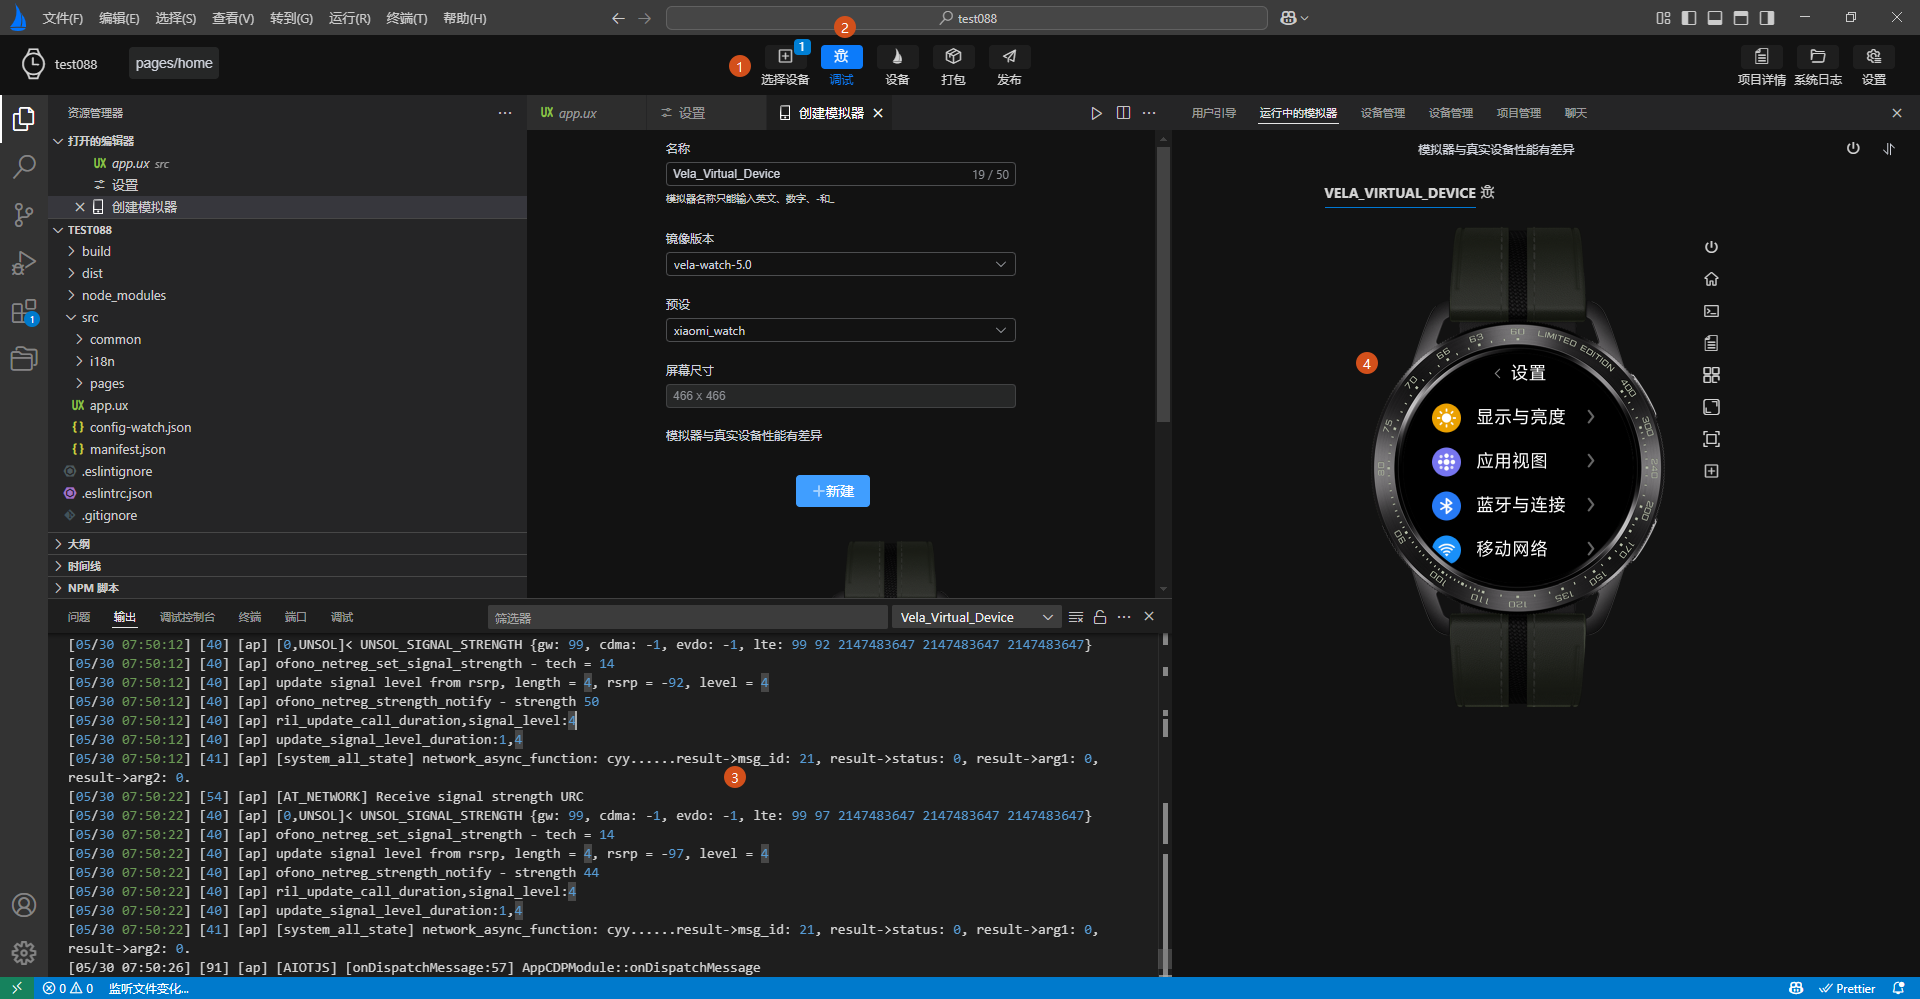 文件(F) 编辑(E) 选择(S) 查看(V) 转到(G) 运行(R) 终端(T) 帮助(H)
test088
test088
pages/home
1
1
选择设备
2
调试
设备
打包
发布
项目详情
系统日志
设置
资源管理器
打开的编辑器
UX app.ux src
设置
创建模拟器
TEST088
build
dist
node_modules
src
common
i18n
pages
UX app.ux
{} config-watch.json
{} manifest.json
.eslintignore
.eslintrc.json
.gitignore
大纲
时间线
NPM 脚本
1
UX app.ux
设置
创建模拟器
名称
Vela_Virtual_Device 19 / 50
模拟器名称只能输入英文、数字、-和_
镜像版本
vela-watch-5.0
预设
xiaomi_watch
屏幕尺寸
466 x 466
模拟器与真实设备性能有差异
+新建
用户引导 运行中的模拟器 设备管理 设备管理 项目管理 聊天
模拟器与真实设备性能有差异
VELA_VIRTUAL_DEVICE
4
60 LIMITED EDITION 400 300 240 200 170 150 135 120 110 100 90 80 75 70 66 63
设置
显示与亮度
应用视图
蓝牙与连接
移动网络
问题 输出 调试控制台 终端 端口 调试
筛选器
Vela_Virtual_Device
[05/30 07:50:12] [40] [ap] [0,UNSOL]< UNSOL_SIGNAL_STRENGTH {gw: 99, cdma: -1, evdo: -1, lte: 99 92 2147483647 2147483647 2147483647}
[05/30 07:50:12] [40] [ap] ofono_netreg_set_signal_strength - tech = 14
[05/30 07:50:12] [40] [ap] update signal level from rsrp, length = 4, rsrp = -92, level = 4
[05/30 07:50:12] [40] [ap] ofono_netreg_strength_notify - strength 50
[05/30 07:50:12] [40] [ap] ril_update_call_duration,signal_level:4
[05/30 07:50:12] [40] [ap] update_signal_level_duration:1,4
[05/30 07:50:12] [41] [ap] [system_all_state] network_async_function: cyy......result->msg_id: 21, result->status: 0, result->arg1: 0,
result->arg2: 0.
3
[05/30 07:50:22] [54] [ap] [AT_NETWORK] Receive signal strength URC
[05/30 07:50:22] [40] [ap] [0,UNSOL]< UNSOL_SIGNAL_STRENGTH {gw: 99, cdma: -1, evdo: -1, lte: 99 97 2147483647 2147483647 2147483647}
[05/30 07:50:22] [40] [ap] ofono_netreg_set_signal_strength - tech = 14
[05/30 07:50:22] [40] [ap] update signal level from rsrp, length = 4, rsrp = -97, level = 4
[05/30 07:50:22] [40] [ap] ofono_netreg_strength_notify - strength 44
[05/30 07:50:22] [40] [ap] ril_update_call_duration,signal_level:4
[05/30 07:50:22] [40] [ap] update_signal_level_duration:1,4
[05/30 07:50:22] [41] [ap] [system_all_state] network_async_function: cyy......result->msg_id: 21, result->status: 0, result->arg1: 0,
result->arg2: 0.
[05/30 07:50:26] [91] [ap] [AIOTJS] [onDispatchMessage:57] AppCDPModule::onDispatchMessage
0 0 监听文件变化...
Prettier